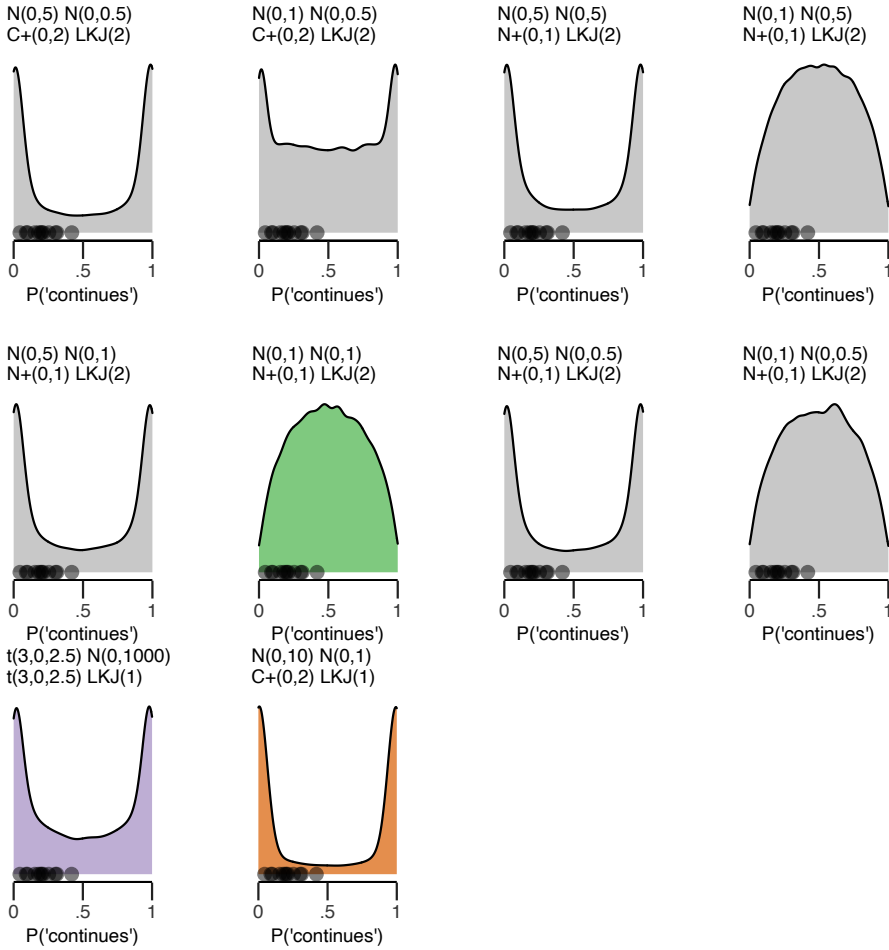 N(0,5) N(0,0.5)
C+(0,2) LKJ(2)
0 .5 1
P('continues')
N(0,1) N(0,0.5)
C+(0,2) LKJ(2)
0 .5 1
P('continues')
N(0,5) N(0,5)
N+(0,1) LKJ(2)
0 .5 1
P('continues')
N(0,1) N(0,5)
N+(0,1) LKJ(2)
0 .5 1
P('continues')
N(0,5) N(0,1)
N+(0,1) LKJ(2)
0 .5 1
P('continues')
N(0,1) N(0,1)
N+(0,1) LKJ(2)
0 .5 1
P('continues')
N(0,5) N(0,0.5)
N+(0,1) LKJ(2)
0 .5 1
P('continues')
N(0,1) N(0,0.5)
N+(0,1) LKJ(2)
0 .5 1
P('continues')
t(3,0,2.5) N(0,1000)
t(3,0,2.5) LKJ(1)
0 .5 1
P('continues')
N(0,10) N(0,1)
C+(0,2) LKJ(1)
0 .5 1
P('continues')